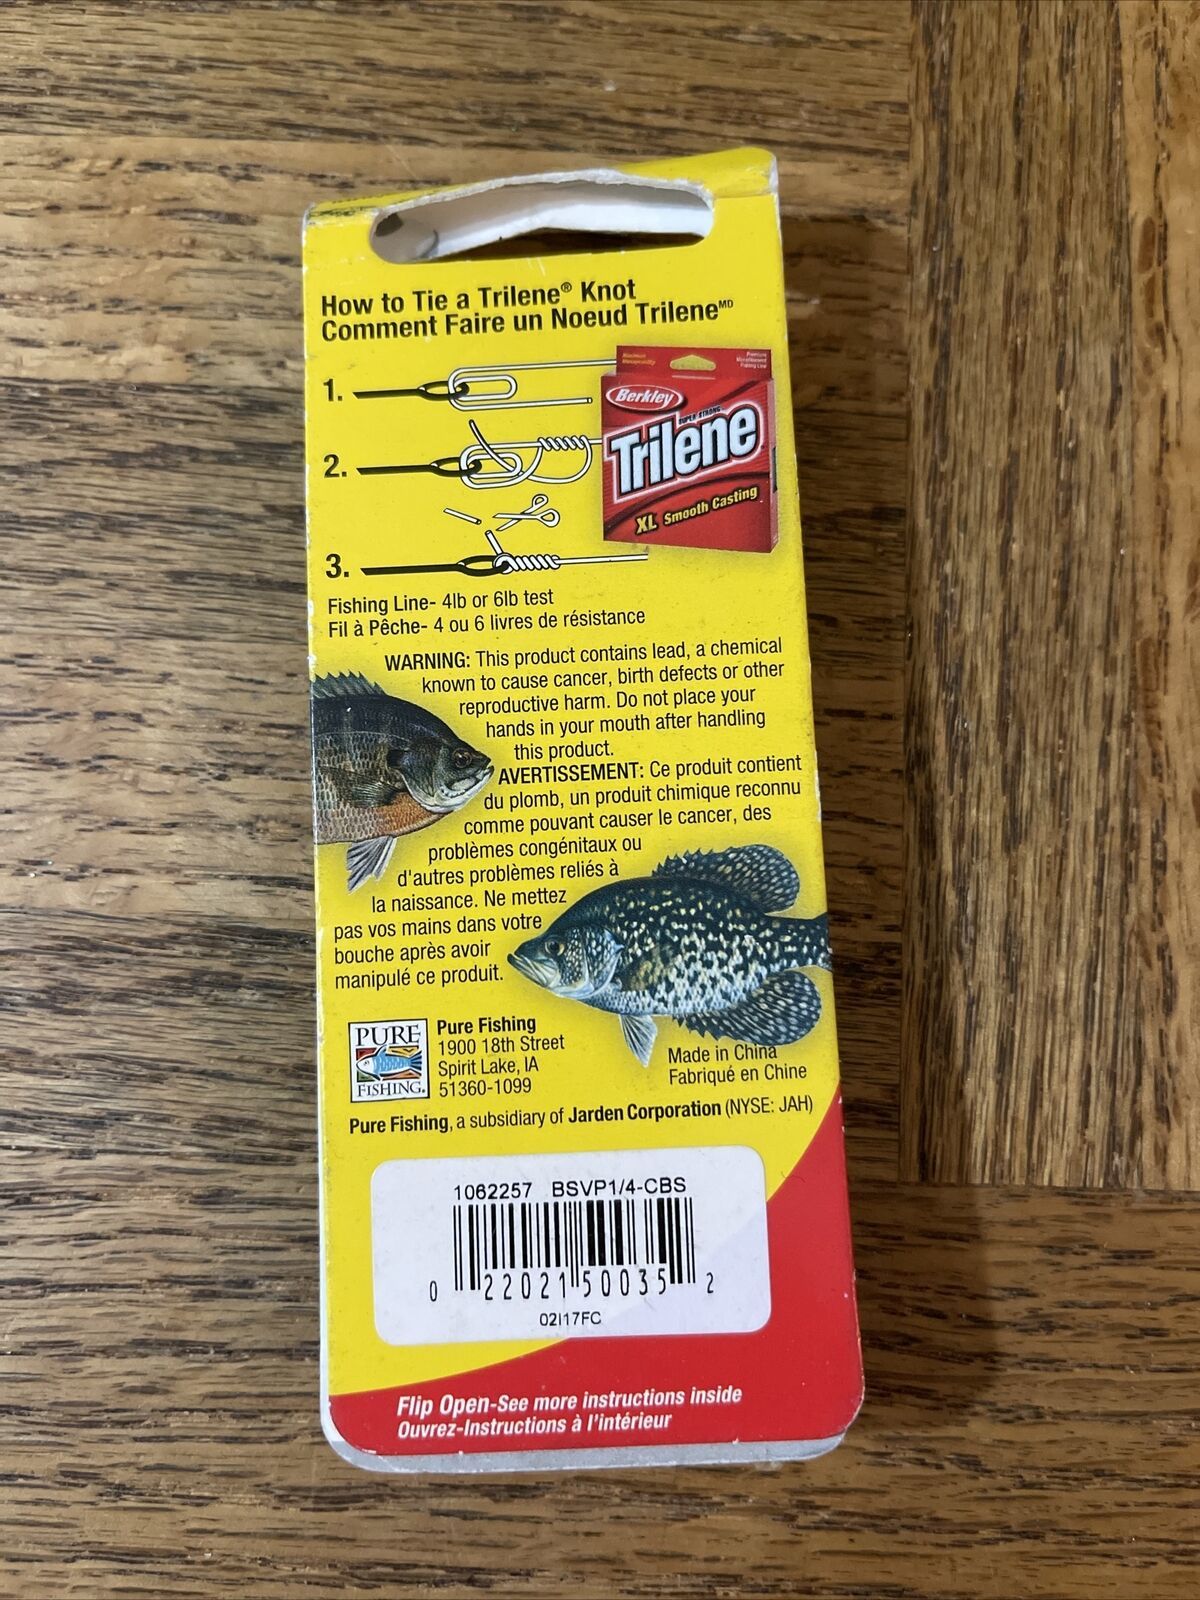 How to Tie a Trilene® Knot
Comment Faire un Noeud Trilene MD
1.
2.
3.
Berkley
SUPER STRONG
Trilene
XL Smooth Casting
Fishing Line- 4lb or 6lb test
Fil à Pêche- 4 ou 6 livres de résistance
WARNING: This product contains lead, a chemical
known to cause cancer, birth defects or other
reproductive harm. Do not place your
hands in your mouth after handling
this product.
AVERTISSEMENT: Ce produit contient
du plomb, un produit chimique reconnu
comme pouvant causer le cancer, des
problèmes congénitaux ou
d'autres problèmes reliés à
la naissance. Ne mettez
pas vos mains dans votre
bouche après avoir
manipulé ce produit.
PURE
FISHING.
Pure Fishing
1900 18th Street
Spirit Lake, IA
51360-1099
Made in China
Fabriqué en Chine
Pure Fishing, a subsidiary of Jarden Corporation (NYSE: JAH)
1062257 BSVP1/4-CBS
0 22021 50035 2
02I17FC
Flip Open-See more instructions inside
Ouvrez-Instructions à l'intérieur